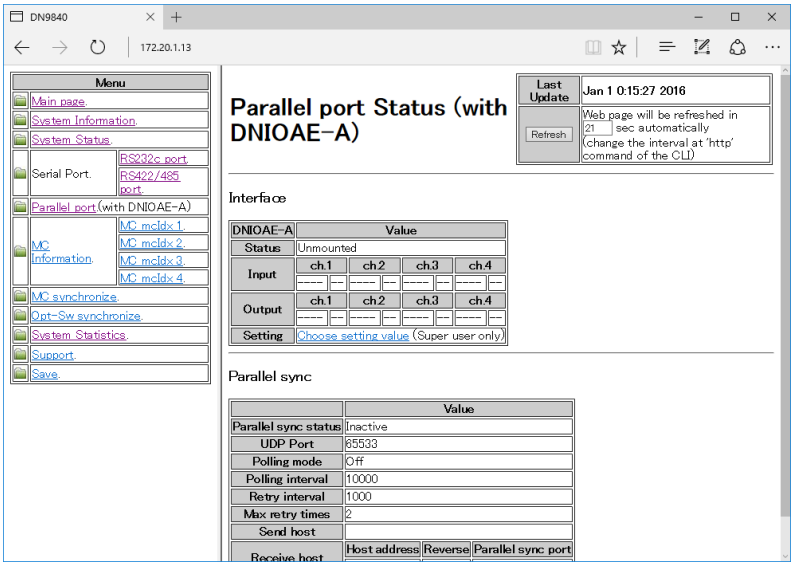 DN9840
172.20.1.13
Menu
Main page.
System Information.
System Status.
Serial Port.
RS232c port.
RS422/485
port.
Parallel port.(with DNIOAE-A)
MC
Information.
MC mcIdx 1.
MC mcIdx 2.
MC mcIdx 3.
MC mcIdx 4.
MC synchronize.
Opt-Sw synchronize.
System Statistics.
Support.
Save.
Parallel port Status (with
DNIOAE-A)
Last
Update
Jan 1 0:15:27 2016
Refresh
Web page will be refreshed in
21 sec automatically
(change the interval at 'http'
command of the CLI)
Interface
DNIOAE-A Value
Status Unmounted
Input ch.1 ch.2 ch.3 ch.4
---- -- ---- -- ---- -- ---- --
Output ch.1 ch.2 ch.3 ch.4
---- -- ---- -- ---- -- ---- --
Setting Choose setting value (Super user only)
Parallel sync
Value
Parallel sync status Inactive
UDP Port 65533
Polling mode Off
Polling interval 10000
Retry interval 1000
Max retry times 2
Send host
Receive host Host address Reverse Parallel sync port